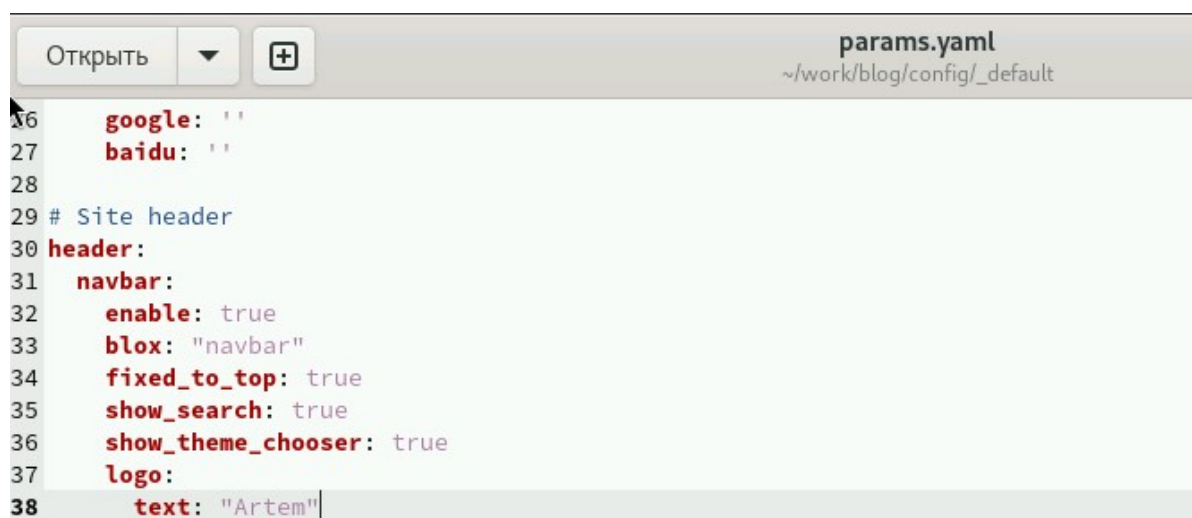 Открыть
params.yaml
~/work/blog/config/_default
26 google: ''
27 baidu: ''
28
29 # Site header
30 header:
31 navbar:
32 enable: true
33 blox: "navbar"
34 fixed_to_top: true
35 show_search: true
36 show_theme_chooser: true
37 logo:
38 text: "Artem"